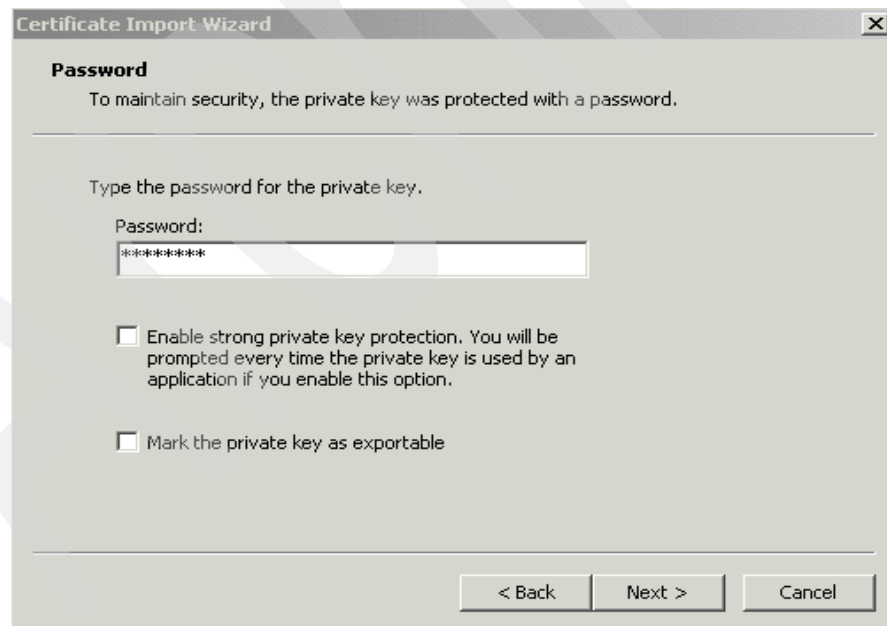 Certificate Import Wizard
Password
To maintain security, the private key was protected with a password.
Type the password for the private key.
Password:
********
Enable strong private key protection. You will be
prompted every time the private key is used by an
application if you enable this option.
Mark the private key as exportable
< Back Next > Cancel